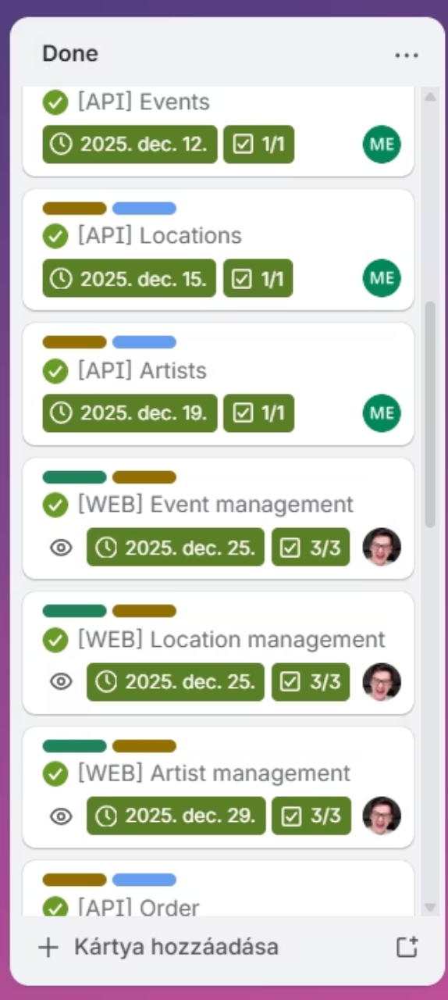 Done
[API] Events
2025. dec. 12. 1/1 ME
[API] Locations
2025. dec. 15. 1/1 ME
[API] Artists
2025. dec. 19. 1/1 ME
[WEB] Event management
2025. dec. 25. 3/3
[WEB] Location management
2025. dec. 25. 3/3
[WEB] Artist management
2025. dec. 29. 3/3
[API] Order
+ Kártya hozzáadása